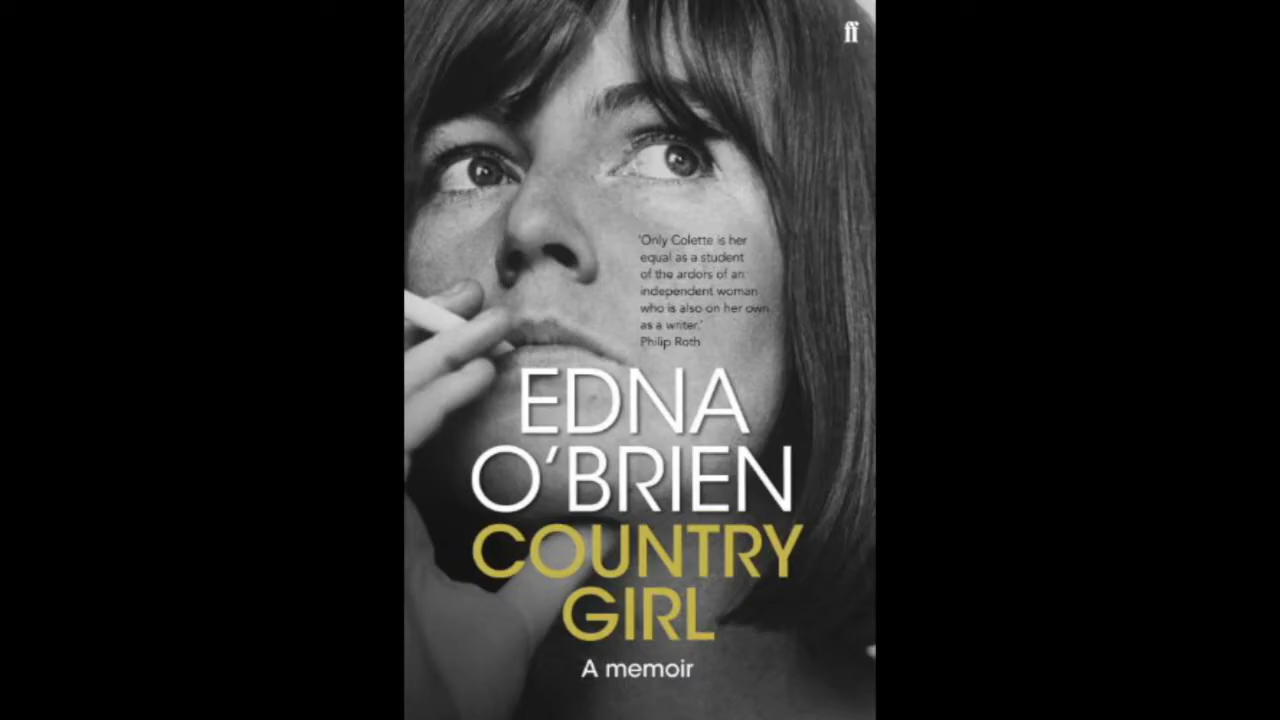 ff
'Only Colette is her
equal as a student
of the ardors of an
independent woman
who is also on her own
as a writer.'
Philip Roth
EDNA
O'BRIEN
COUNTRY
GIRL
A memoir